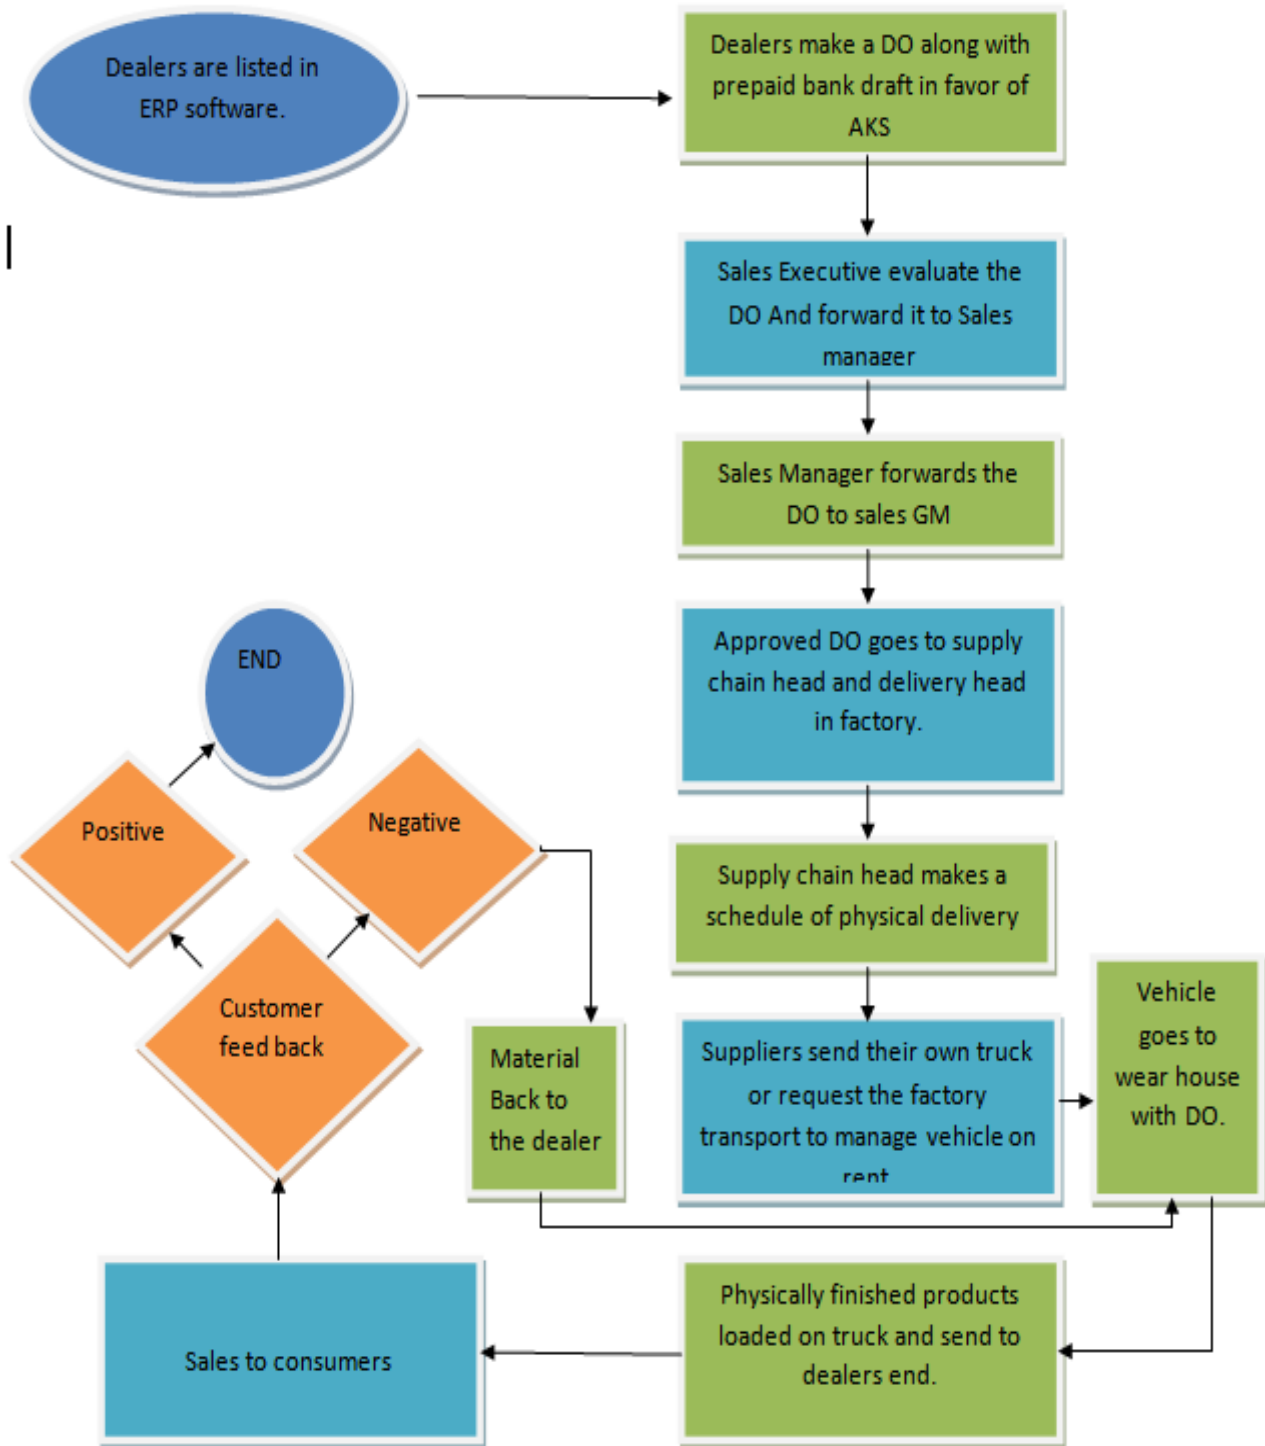 Dealers are listed in
ERP software.
Dealers make a DO along with
prepaid bank draft in favor of
AKS
Sales Executive evaluate the
DO And forward it to Sales
manager
Sales Manager forwards the
DO to sales GM
Approved DO goes to supply
chain head and delivery head
in factory.
Supply chain head makes a
schedule of physical delivery
Suppliers send their own truck
or request the factory
transport to manage vehicle on
rent
Vehicle
goes to
wear house
with DO.
Physically finished products
loaded on truck and send to
dealers end.
Sales to consumers
Customer
feed back
Positive
Negative
END
Material
Back to
the dealer